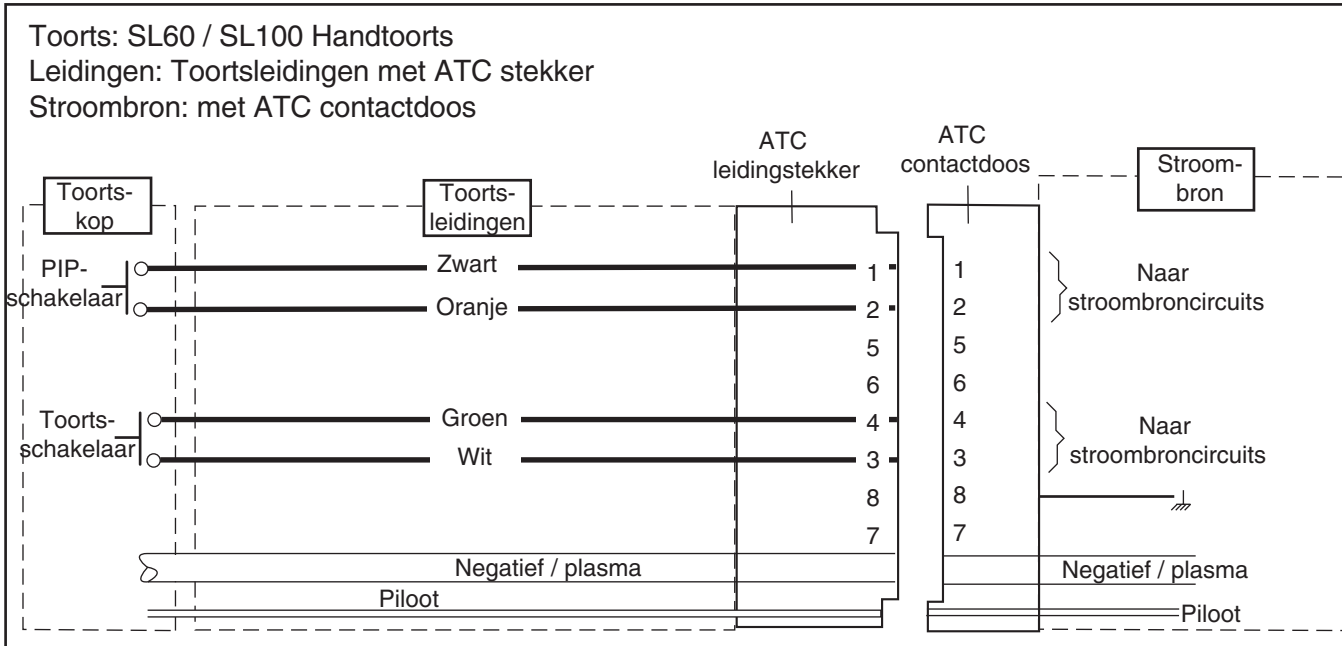 Toorts: SL60 / SL100 Handtoorts
Leidingen: Toortsleidingen met ATC stekker
Stroombron: met ATC contactdoos
ATC
leidingstekker
ATC
contactdoos
Stroom-
bron
Toorts-
kop
Toorts-
leidingen
PIP-
schakelaar
Zwart
Oranje
1
2
5
6
4
3
8
7
1
2
5
6
4
3
8
7
Naar
stroombroncircuits
Toorts-
schakelaar
Groen
Wit
Naar
stroombroncircuits
Negatief / plasma
Negatief / plasma
Piloot
Piloot